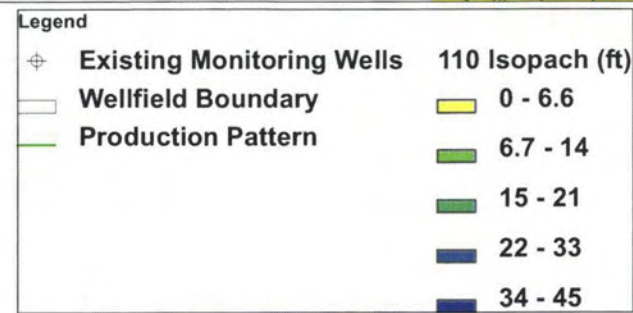 Legend
Existing Monitoring Wells
Wellfield Boundary
Production Pattern
110 Isopach (ft)
0 - 6.6
6.7 - 14
15 - 21
22 - 33
34 - 45